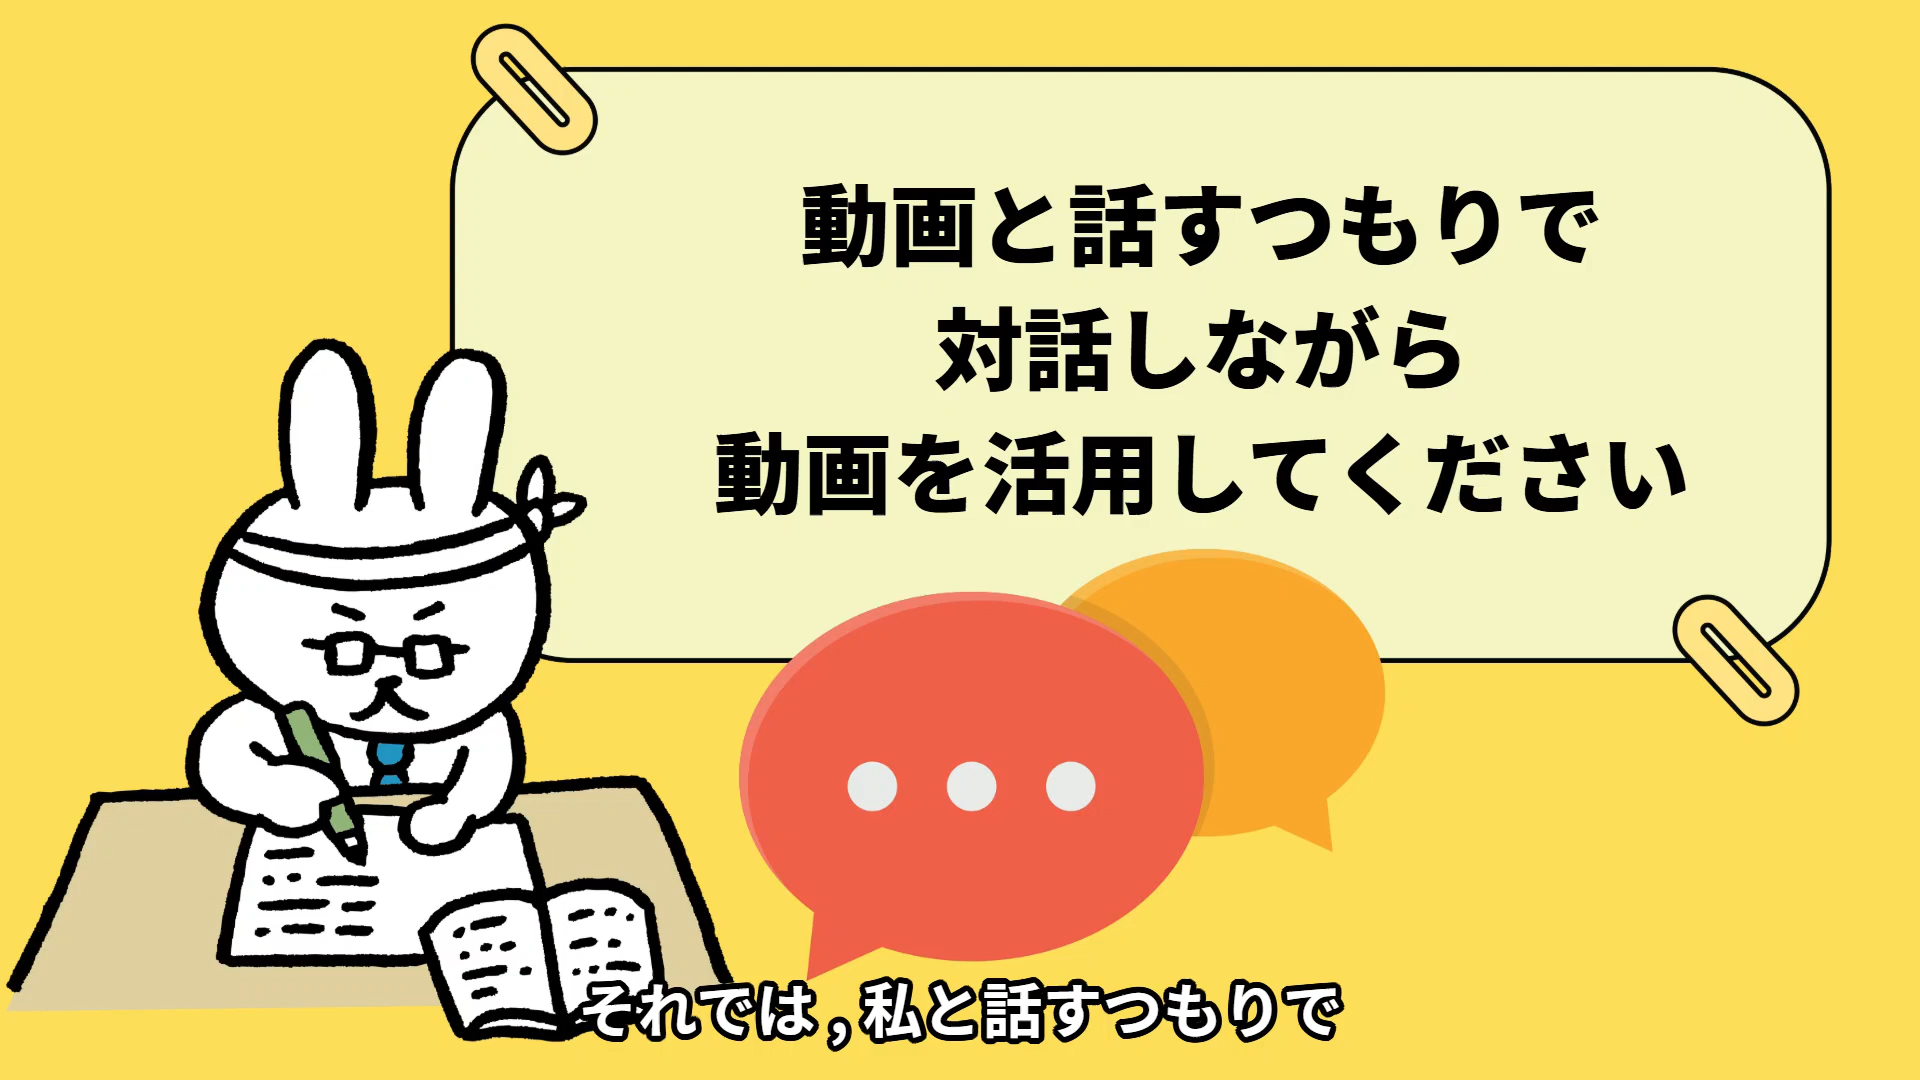 動画と話すつもりで
対話しながら
動画を活用してください
それでは,私と話すつもりで